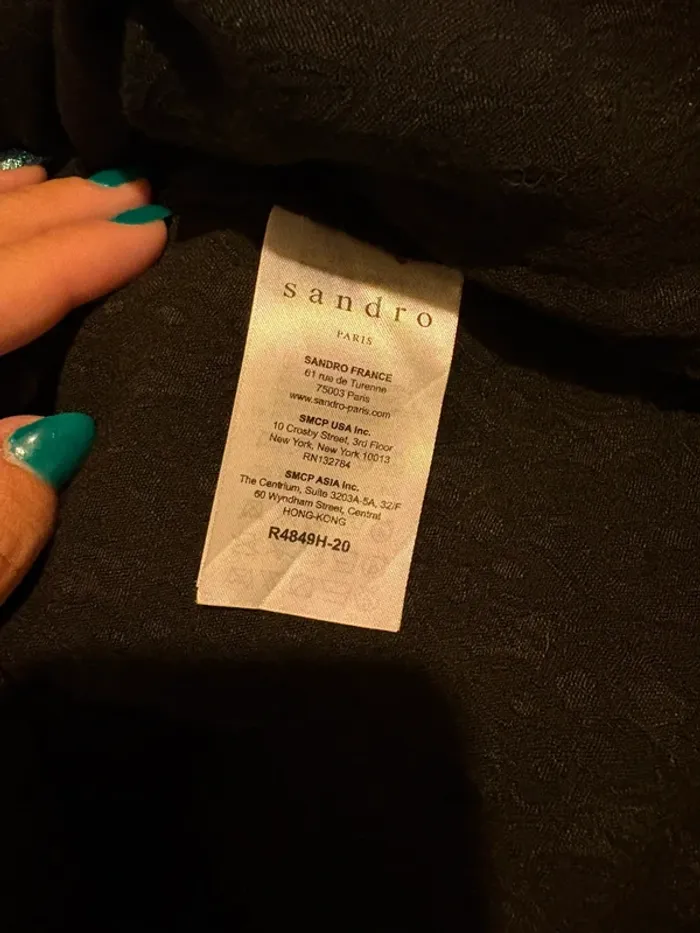 sandro
PARIS
SANDRO FRANCE
61 rue de Turenne
75003 Paris
www.sandro-paris.com
SMCP USA Inc.
10 Crosby Street, 3rd Floor
New York, New York 10013
RN132784
SMCP ASIA Inc.
The Centrium, Suite 3203A-5A, 32/F
60 Wyndham Street, Central
HONG-KONG
R4849H-20